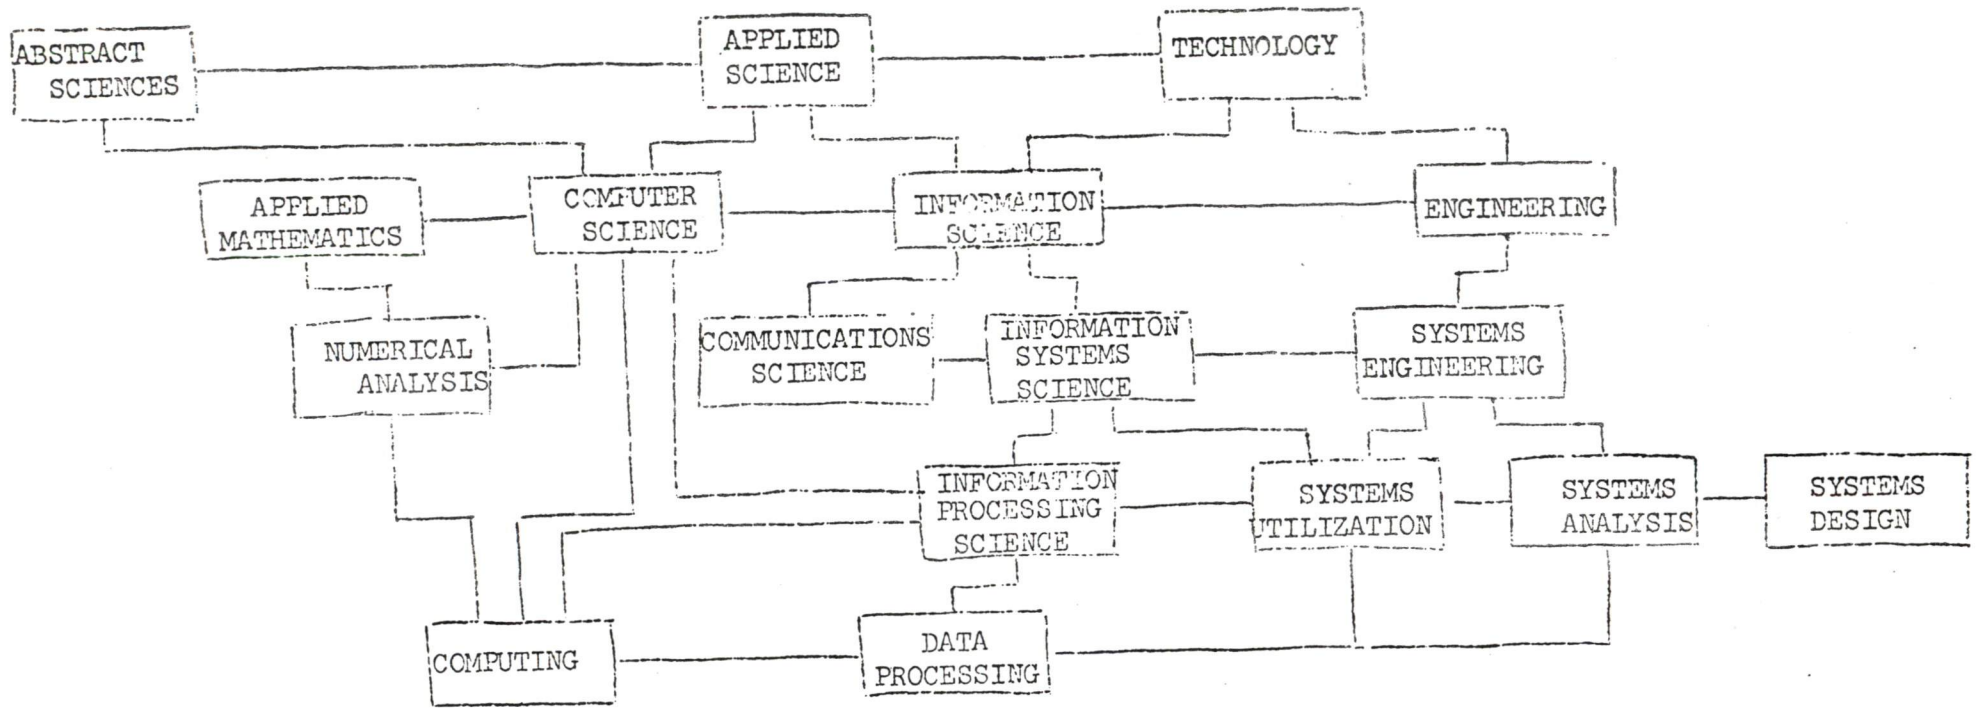 ABSTRACT
SCIENCES
APPLIED
SCIENCE
TECHNOLOGY
APPLIED
MATHEMATICS
COMPUTER
SCIENCE
INFORMATION
SCIENCE
ENGINEERING
NUMERICAL
ANALYSIS
COMMUNICATIONS
SCIENCE
INFORMATION
SYSTEMS
SCIENCE
SYSTEMS
ENGINEERING
INFORMATION
PROCESSING
SCIENCE
SYSTEMS
UTILIZATION
SYSTEMS
ANALYSIS
SYSTEMS
DESIGN
COMPUTING
DATA
PROCESSING